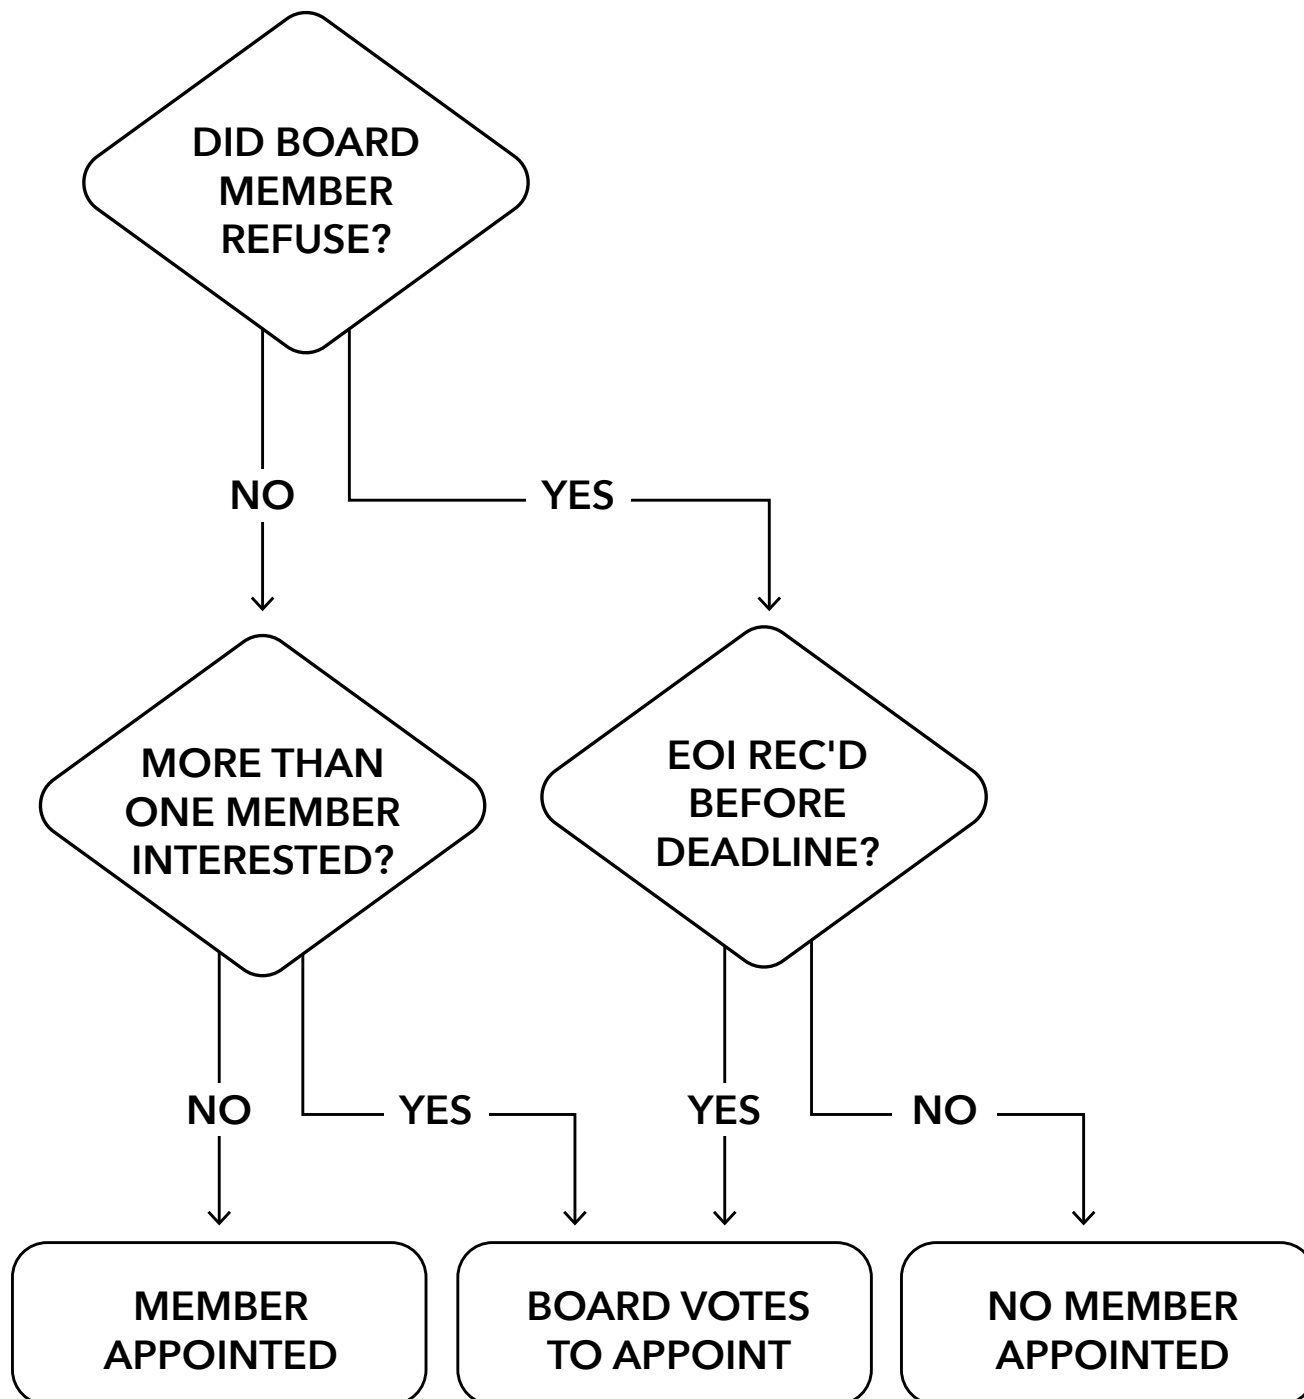 DID BOARD
MEMBER
REFUSE?
NO
YES
MORE THAN
ONE MEMBER
INTERESTED?
EOI REC'D
BEFORE
DEADLINE?
NO
YES
YES
NO
MEMBER
APPOINTED
BOARD VOTES
TO APPOINT
NO MEMBER
APPOINTED